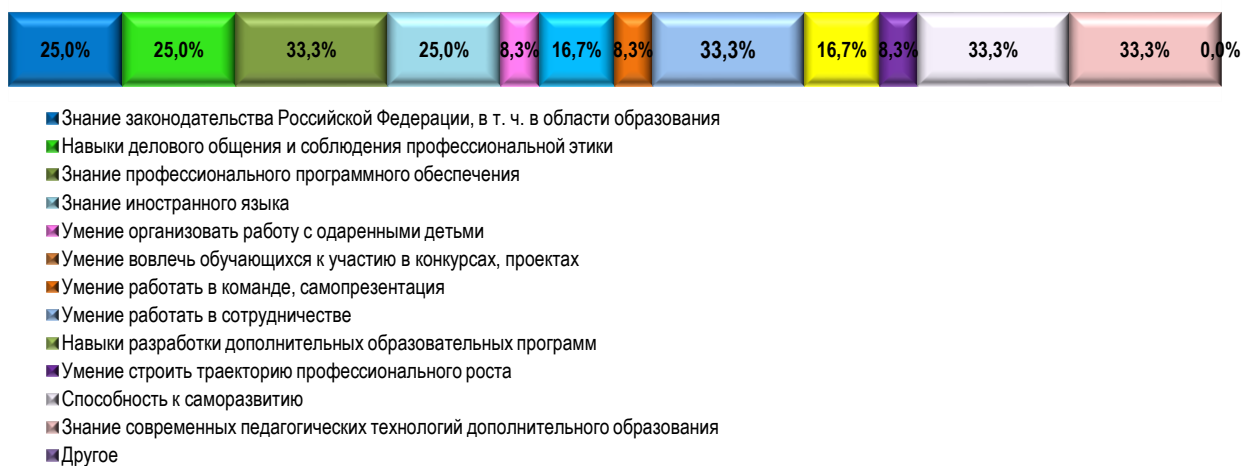 25,0% 25,0% 33,3% 25,0% 8,3% 16,7% 8,3% 33,3% 16,7% 8,3% 33,3% 33,3% 0,0%
Знание законодательства Российской Федерации, в т. ч. в области образования
Навыки делового общения и соблюдения профессиональной этики
Знание профессионального программного обеспечения
Знание иностранного языка
Умение организовать работу с одаренными детьми
Умение вовлечь обучающихся к участию в конкурсах, проектах
Умение работать в команде, самопрезентация
Умение работать в сотрудничестве
Навыки разработки дополнительных образовательных программ
Умение строить траекторию профессионального роста
Способность к саморазвитию
Знание современных педагогических технологий дополнительного образования
Другое